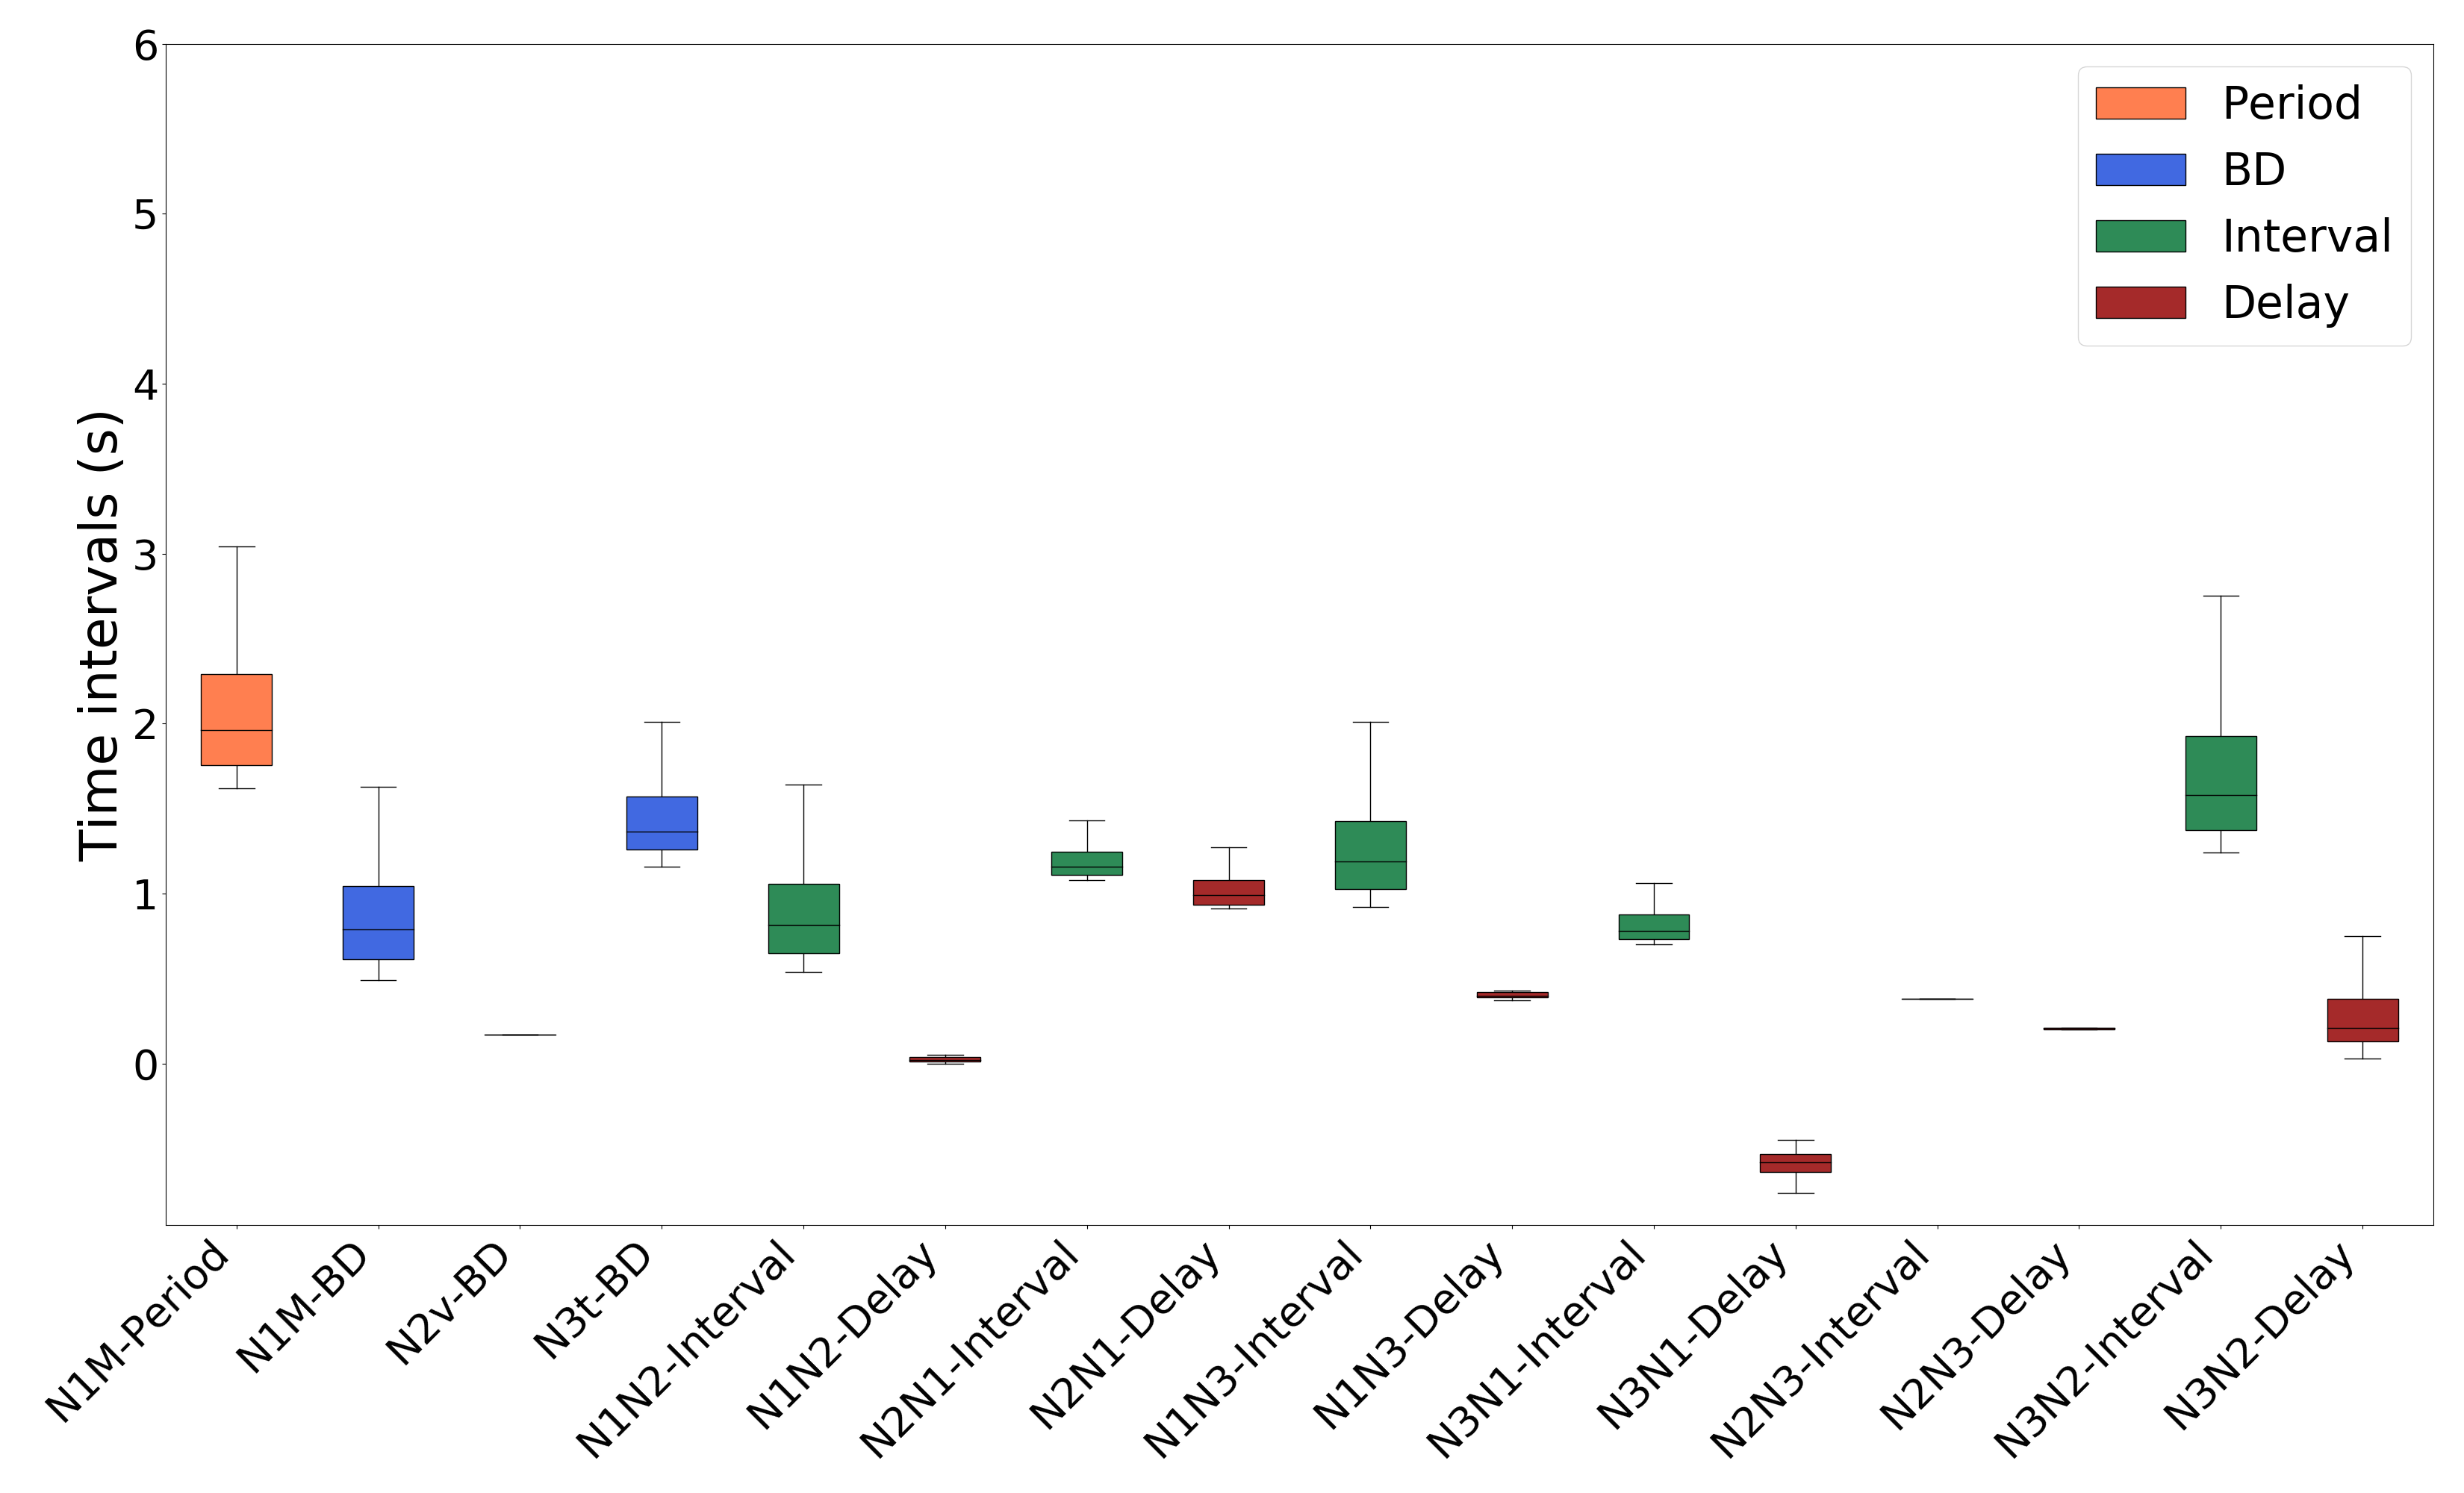 6
5
4
3
2
1
0
Time intervals (s)
Period
BD
Interval
Delay
N1M-Period
N1M-BD
N2v-BD
N3t-BD
N1N2-Interval
N1N2-Delay
N2N1-Interval
N2N1-Delay
N1N3-Interval
N1N3-Delay
N3N1-Interval
N3N1-Delay
N2N3-Interval
N2N3-Delay
N3N2-Interval
N3N2-Delay